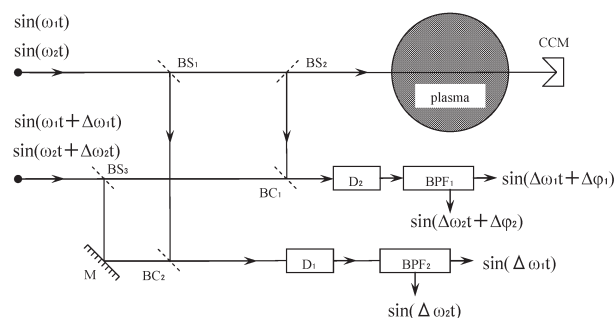 sin(ω₁t)
sin(ω₂t)
BS₁
BS₂
CCM
plasma
sin(ω₁t+Δω₁t)
sin(ω₂t+Δω₂t)
BS₃
BC₁
D₂
BPF₁
sin(Δω₁t+Δφ₁)
sin(Δω₂t+Δφ₂)
M
BC₂
D₁
BPF₂
sin(Δω₁t)
sin(Δω₂t)